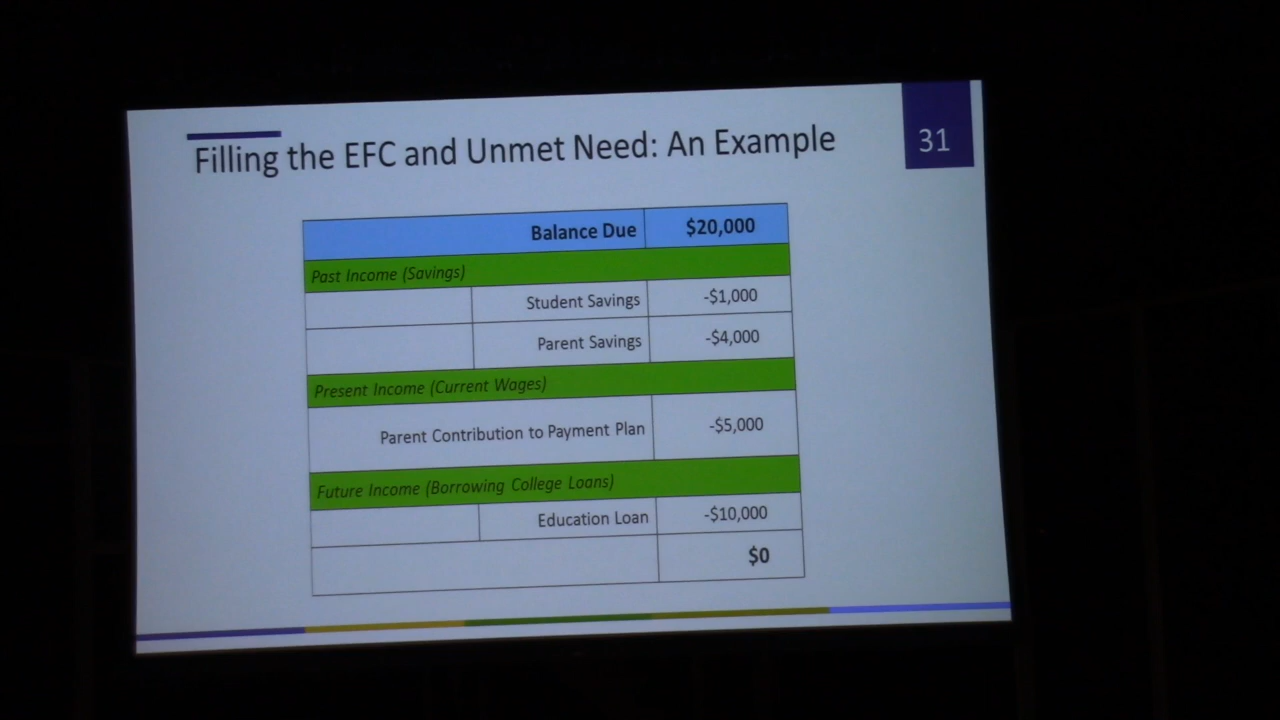 Filling the EFC and Unmet Need: An Example
31
Balance Due $20,000
Past Income (Savings)
Student Savings -$1,000
Parent Savings -$4,000
Present Income (Current Wages)
Parent Contribution to Payment Plan -$5,000
Future Income (Borrowing College Loans)
Education Loan -$10,000
$0